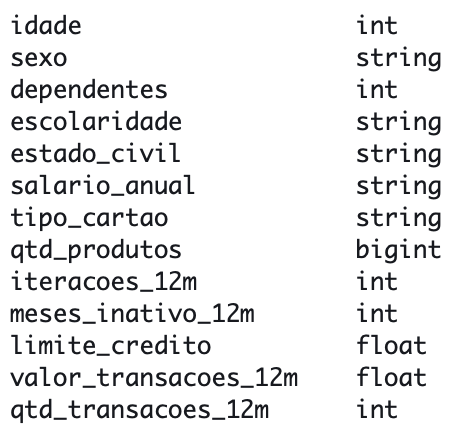 idade int
sexo string
dependentes int
escolaridade string
estado_civil string
salario_anual string
tipo_cartao string
qtd_produtos bigint
iteracoes_12m int
meses_inativo_12m int
limite_credito float
valor_transacoes_12m float
qtd_transacoes_12m int